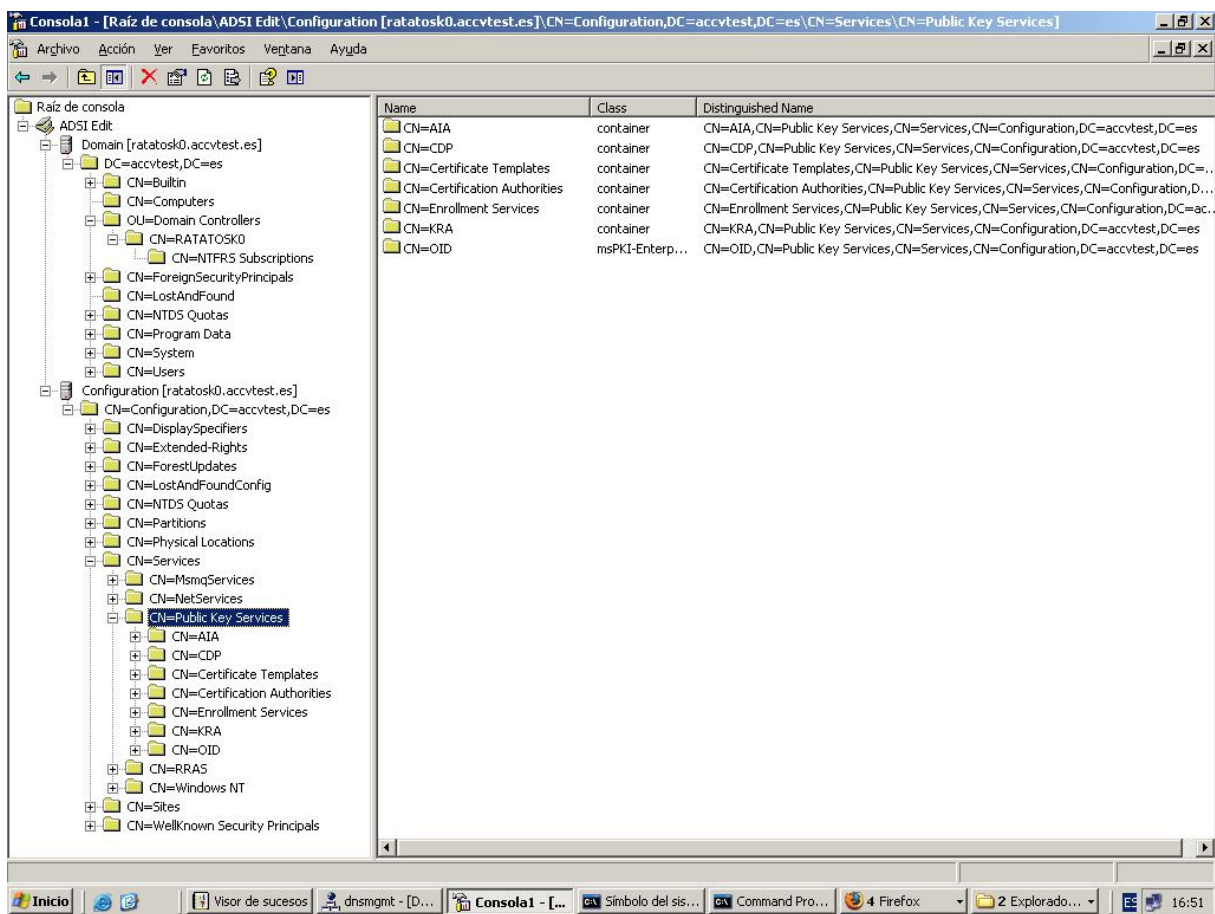 Consola1 - [Raíz de consola\ADSI Edit\Configuration [ratatosk0.accvtest.es]\CN=Configuration,DC=accvtest,DC=es\CN=Services\CN=Public Key Services]
Archivo Acción Ver Favoritos Ventana Ayuda
Raíz de consola
ADSI Edit
Domain [ratatosk0.accvtest.es]
DC=accvtest,DC=es
CN=Builtin
CN=Computers
OU=Domain Controllers
CN=RATATOSK0
CN=NTFRS Subscriptions
CN=ForeignSecurityPrincipals
CN=LostAndFound
CN=NTDS Quotas
CN=Program Data
CN=System
CN=Users
Configuration [ratatosk0.accvtest.es]
CN=Configuration,DC=accvtest,DC=es
CN=DisplaySpecifiers
CN=Extended-Rights
CN=ForestUpdates
CN=LostAndFoundConfig
CN=NTDS Quotas
CN=Partitions
CN=Physical Locations
CN=Services
CN=MsmqServices
CN=NetServices
CN=Public Key Services
CN=AIA
CN=CDP
CN=Certificate Templates
CN=Certification Authorities
CN=Enrollment Services
CN=KRA
CN=OID
CN=RRAS
CN=Windows NT
CN=Sites
CN=WellKnown Security Principals
Name Class Distinguished Name
CN=AIA container CN=AIA,CN=Public Key Services,CN=Services,CN=Configuration,DC=accvtest,DC=es
CN=CDP container CN=CDP,CN=Public Key Services,CN=Services,CN=Configuration,DC=accvtest,DC=es
CN=Certificate Templates container CN=Certificate Templates,CN=Public Key Services,CN=Services,CN=Configuration,DC=...
CN=Certification Authorities container CN=Certification Authorities,CN=Public Key Services,CN=Services,CN=Configuration,D...
CN=Enrollment Services container CN=Enrollment Services,CN=Public Key Services,CN=Services,CN=Configuration,DC=ac...
CN=KRA container CN=KRA,CN=Public Key Services,CN=Services,CN=Configuration,DC=accvtest,DC=es
CN=OID msPKI-Enterp... CN=OID,CN=Public Key Services,CN=Services,CN=Configuration,DC=accvtest,DC=es
Inicio Visor de sucesos dnsmgmt - [D... Consola1 - [... Símbolo del sis... Command Pro... 4 Firefox 2 Explorado... ES 16:51